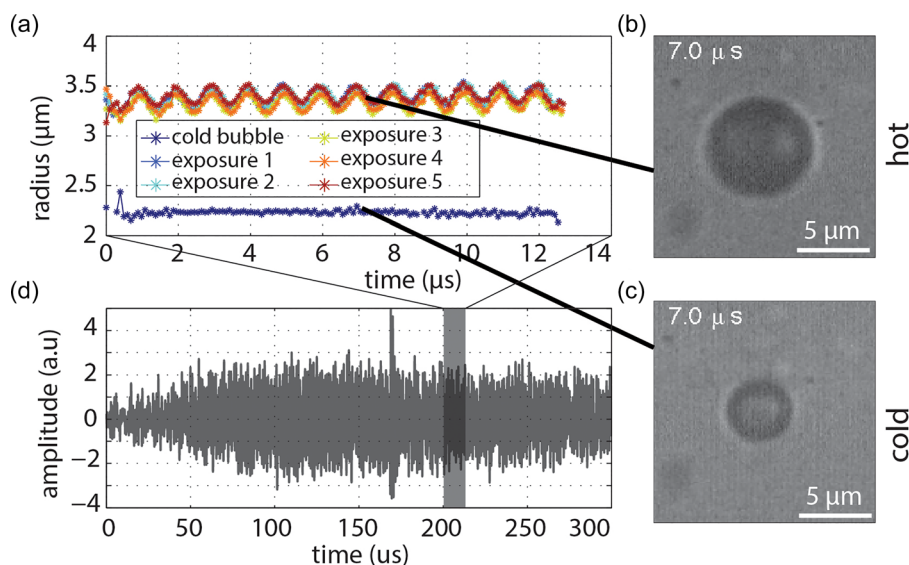 (a)
4
3.5
3
2.5
2
radius (µm)
cold bubble
exposure 1
exposure 2
exposure 3
exposure 4
exposure 5
0 2 4 6 8 10 12 14
time (µs)
(b)
7.0 µ s
5 µm
hot
(d)
4
2
0
−2
−4
amplitude (a.u)
0 50 100 150 200 250 300
time (us)
(c)
7.0 µ s
5 µm
cold